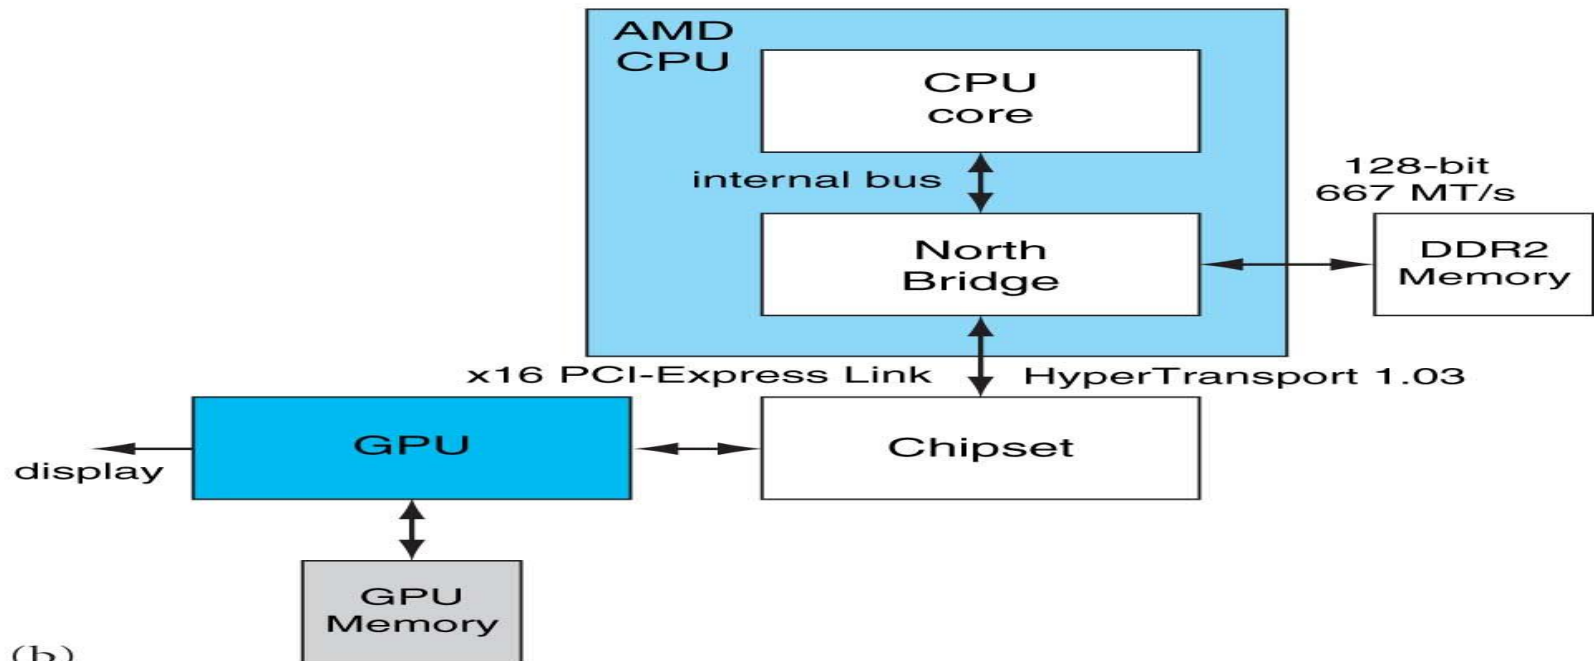 AMD
CPU
CPU
core
internal bus
128-bit
667 MT/s
North
Bridge
DDR2
Memory
x16 PCI-Express Link
HyperTransport 1.03
GPU
Chipset
display
GPU
Memory
(b)